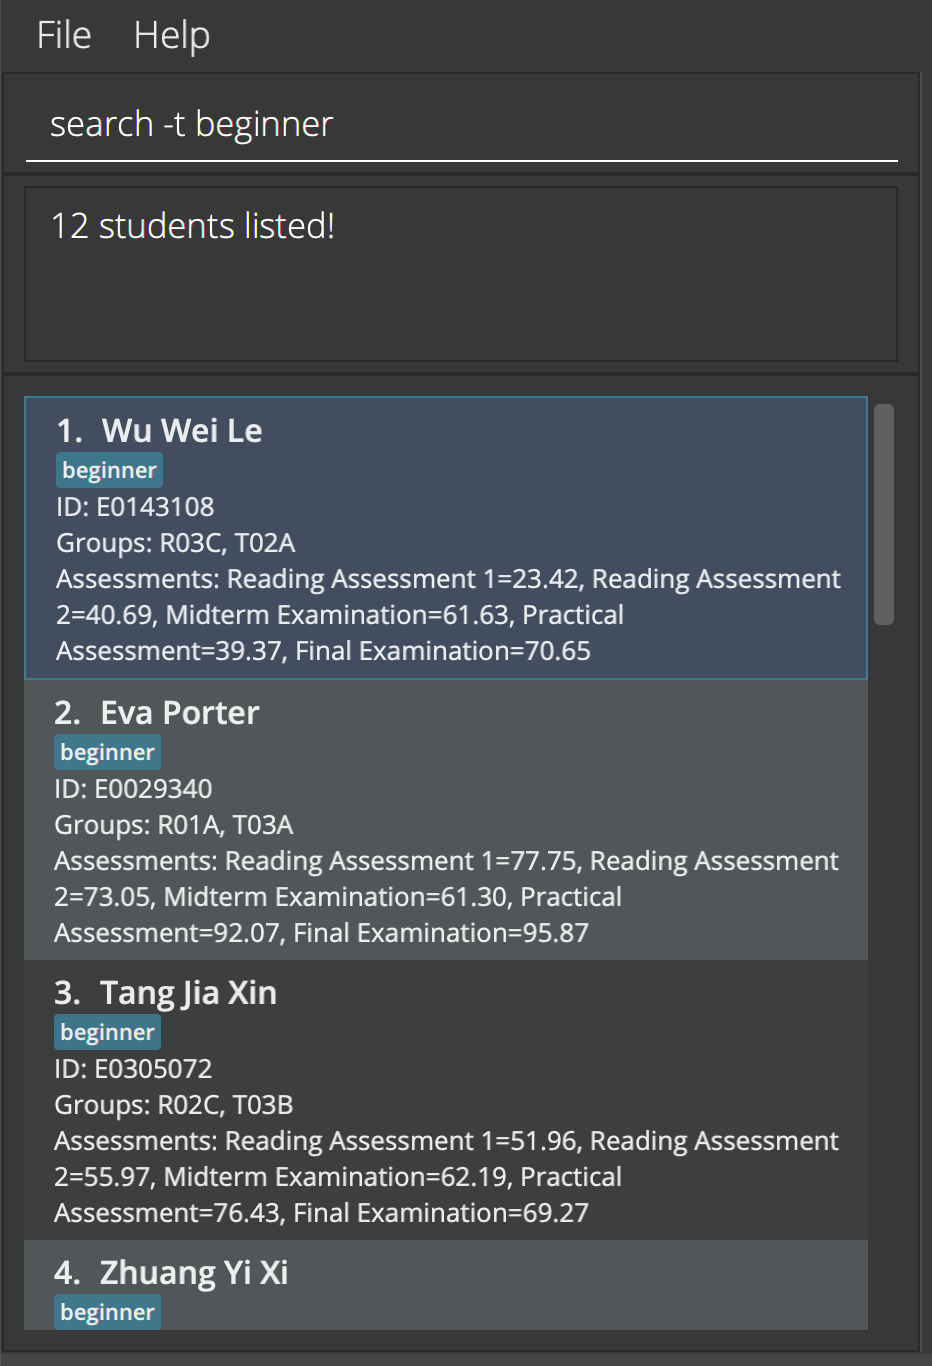 File Help
search -t beginner
12 students listed!
1. Wu Wei Le
beginner
ID: E0143108
Groups: R03C, T02A
Assessments: Reading Assessment 1=23.42, Reading Assessment
2=40.69, Midterm Examination=61.63, Practical
Assessment=39.37, Final Examination=70.65
2. Eva Porter
beginner
ID: E0029340
Groups: R01A, T03A
Assessments: Reading Assessment 1=77.75, Reading Assessment
2=73.05, Midterm Examination=61.30, Practical
Assessment=92.07, Final Examination=95.87
3. Tang Jia Xin
beginner
ID: E0305072
Groups: R02C, T03B
Assessments: Reading Assessment 1=51.96, Reading Assessment
2=55.97, Midterm Examination=62.19, Practical
Assessment=76.43, Final Examination=69.27
4. Zhuang Yi Xi
beginner